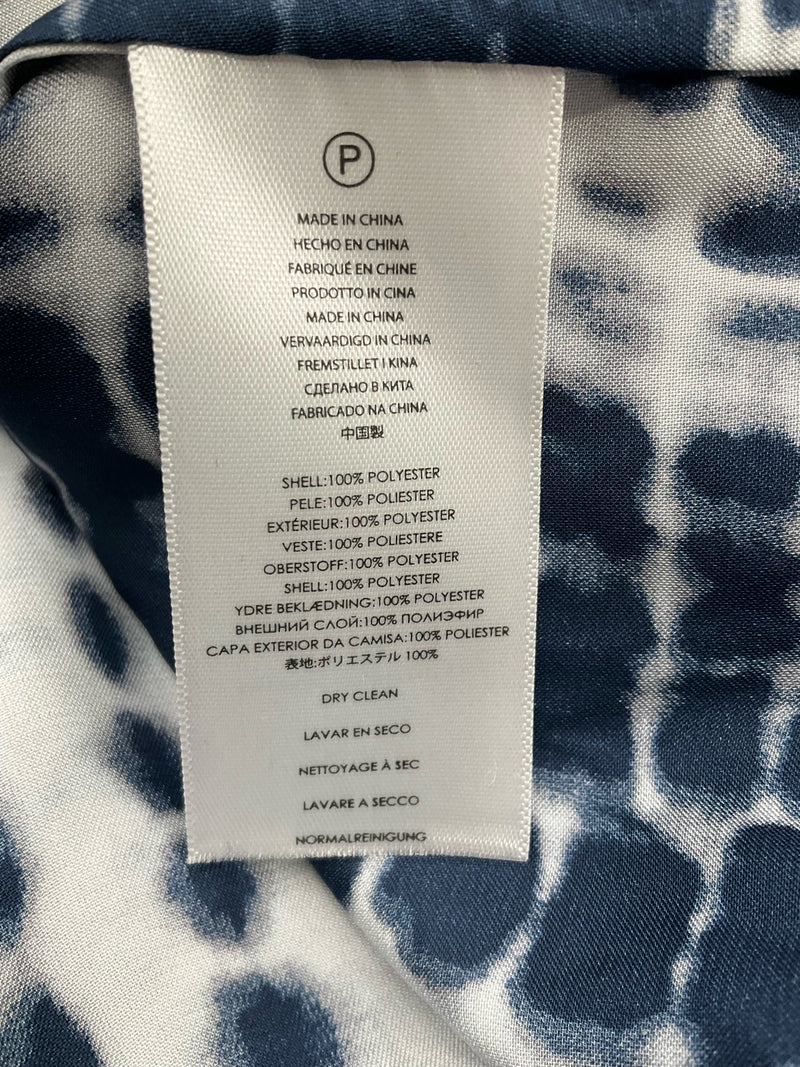 P
MADE IN CHINA
HECHO EN CHINA
FABRIQUÉ EN CHINE
PRODOTTO IN CINA
MADE IN CHINA
VERVAARDIGD IN CHINA
FREMSTILLET I KINA
СДЕЛАНО В КИТА
FABRICADO NA CHINA
中国製
SHELL:100% POLYESTER
PELE:100% POLIESTER
EXTÉRIEUR:100% POLYESTER
VESTE:100% POLIESTERE
OBERSTOFF:100% POLYESTER
SHELL:100% POLYESTER
YDRE BEKLÆDNING:100% POLYESTER
ВНЕШНИЙ СЛОЙ:100% ПОЛИЭФИР
CAPA EXTERIOR DA CAMISA:100% POLIESTER
表地:ポリエステル 100%
DRY CLEAN
LAVAR EN SECO
NETTOYAGE À SEC
LAVARE A SECCO
NORMALREINIGUNG